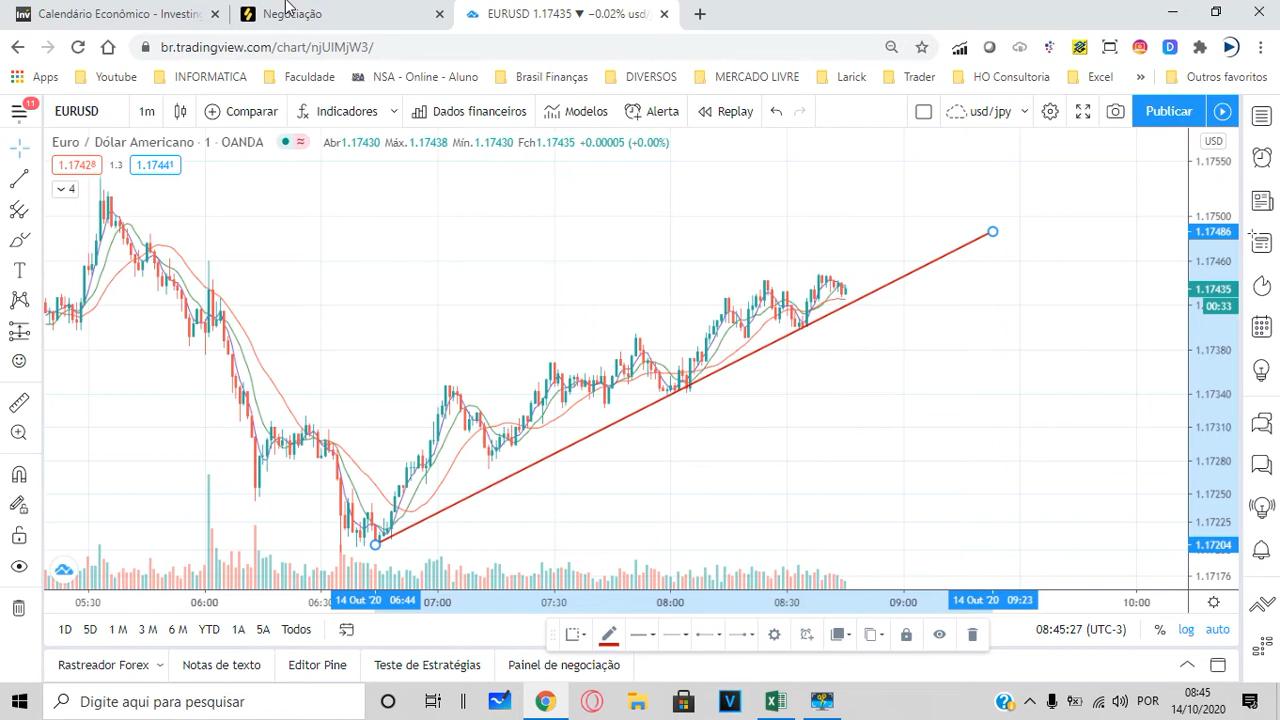 Calendário Econômico - Investing
Negociação
EURUSD 1.17435 ▼ −0.02% usd/j
br.tradingview.com/chart/njUIMjW3/
Apps
Youtube
INFORMATICA
Faculdade
NSA - Online - Aluno
Brasil Finanças
DIVERSOS
MERCADO LIVRE
Larick
Trader
HO Consultoria
Excel
»
Outros favoritos
11
EURUSD
1m
Comparar
Indicadores
Dados financeiros
Modelos
Alerta
Replay
usd/jpy
Publicar
Euro / Dólar Americano · 1 · OANDA
Abr1.17430 Máx.1.17438 Mín.1.17430 Fch1.17435 +0.00005 (+0.00%)
USD
1.17428 1.3 1.17441
4
1.17550
1.17500
1.17486
1.17460
1.17435
00:33
1.17380
1.17340
1.17310
1.17280
1.17250
1.17225
1.17204
1.17176
05:30
06:00
06:30
14 Out '20 06:44
07:00
07:30
08:00
08:30
09:00
14 Out '20 09:23
10:00
1D 5D 1 M 3 M 6 M YTD 1A 5A Todos
08:45:27 (UTC-3)
% log auto
Rastreador Forex
Notas de texto
Editor Pine
Teste de Estratégias
Painel de negociação
Digite aqui para pesquisar
POR
08:45
14/10/2020